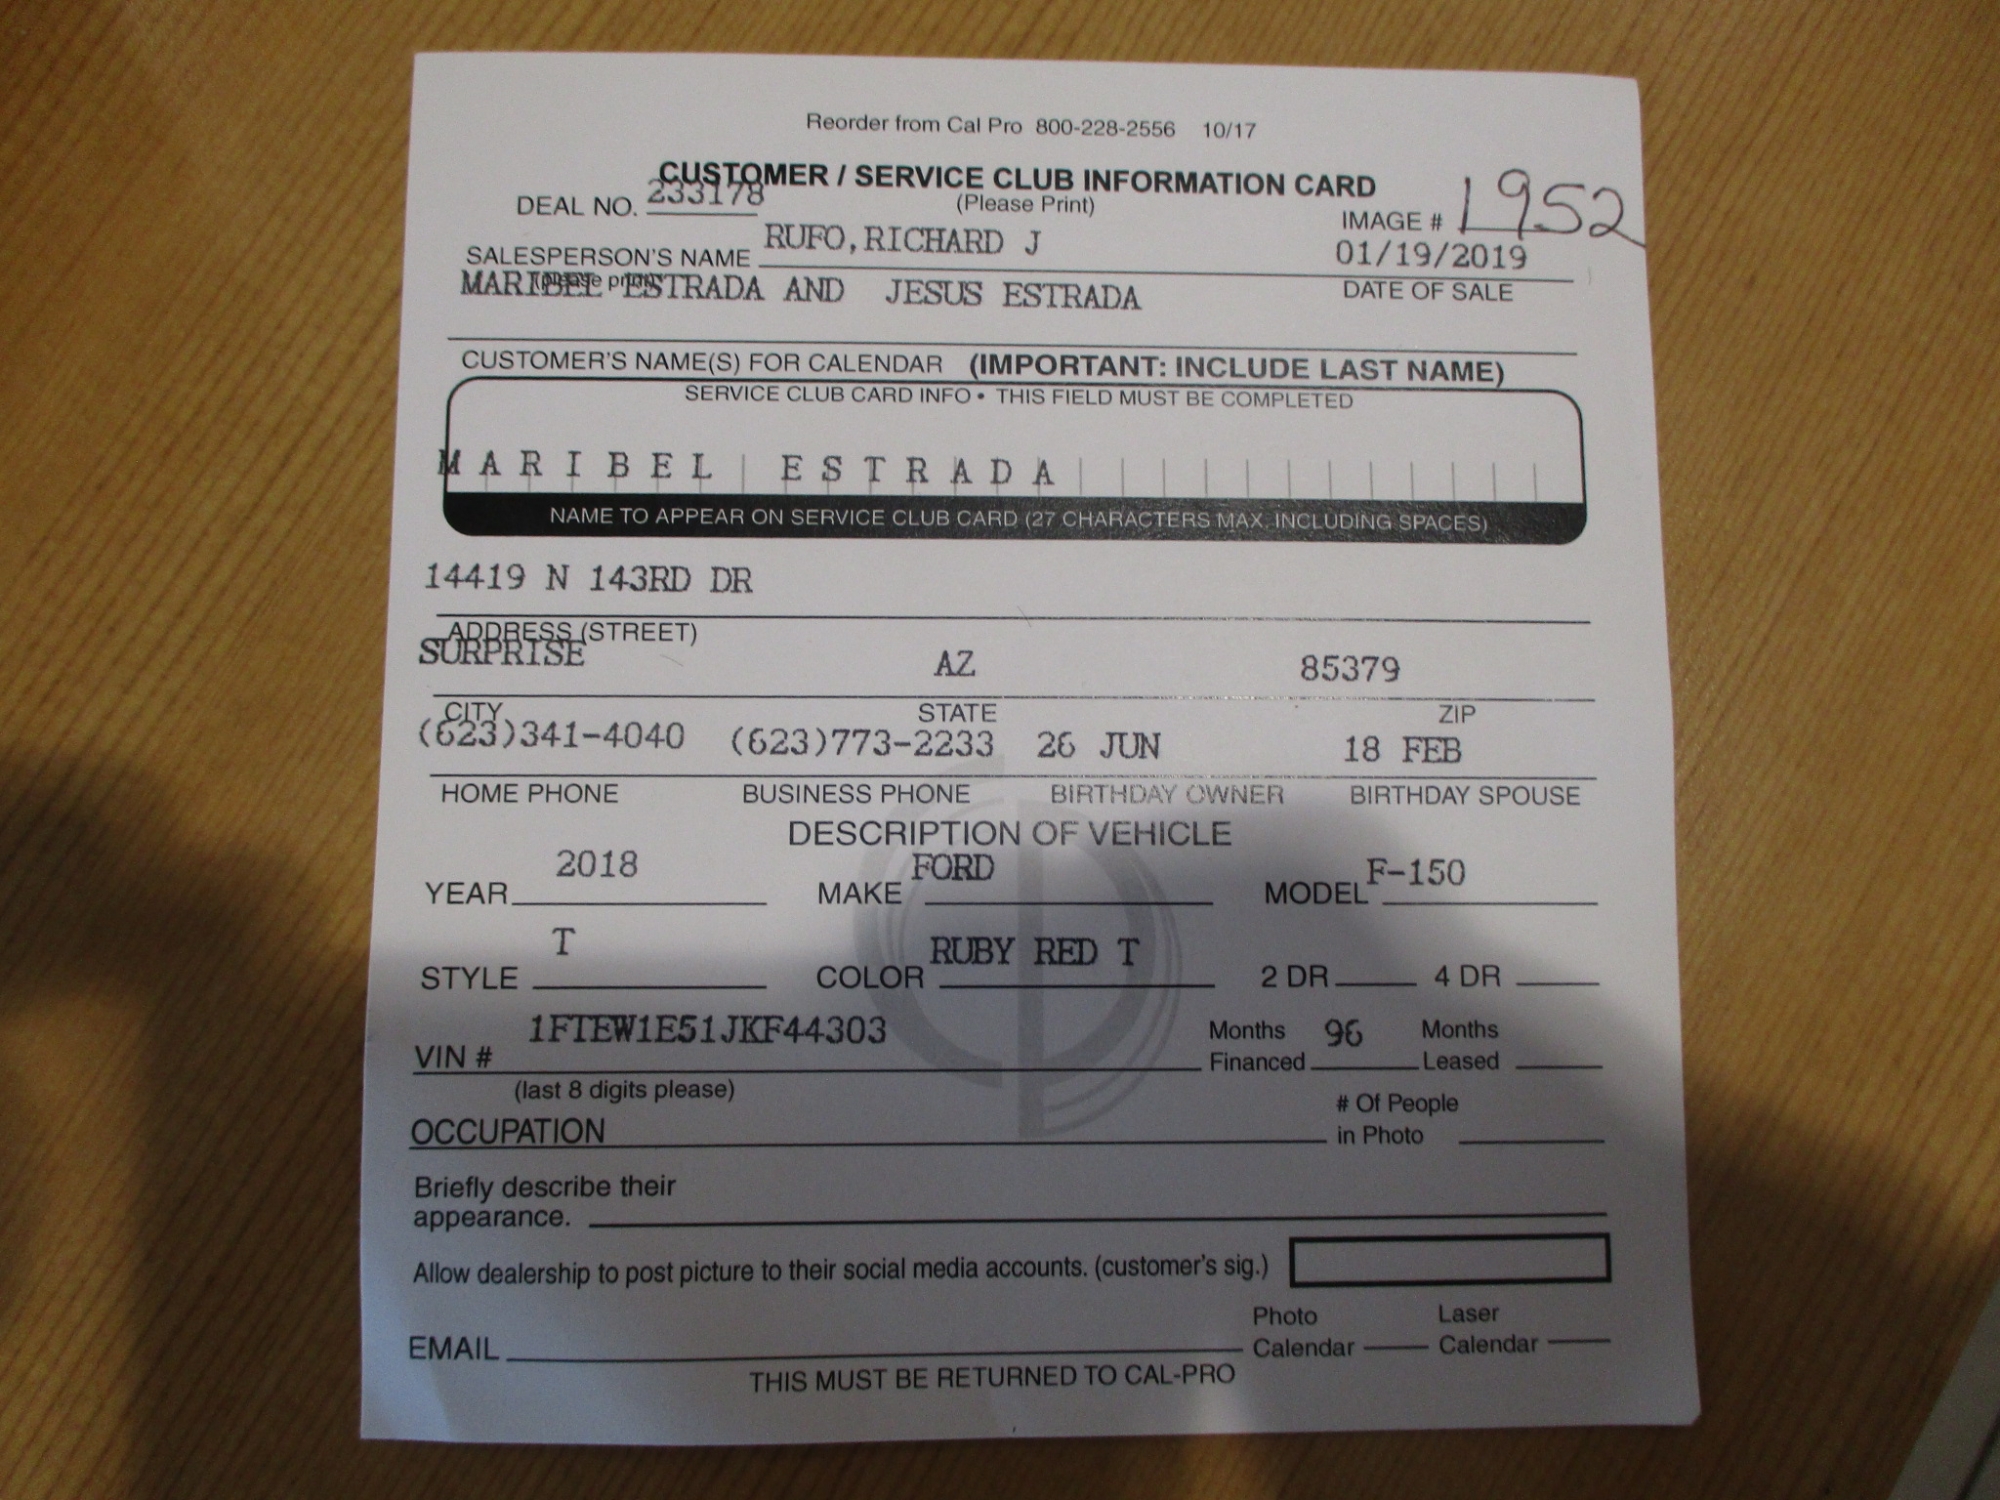 Reorder from Cal Pro 800-228-2556 10/17
CUSTOMER / SERVICE CLUB INFORMATION CARD
(Please Print)
DEAL NO. 233178
IMAGE # 1952
SALESPERSON'S NAME RUFO,RICHARD J 01/19/2019
(please print) DATE OF SALE
MARIBEL ESTRADA AND JESUS ESTRADA
CUSTOMER'S NAME(S) FOR CALENDAR (IMPORTANT: INCLUDE LAST NAME)
SERVICE CLUB CARD INFO • THIS FIELD MUST BE COMPLETED
MARIBEL ESTRADA
NAME TO APPEAR ON SERVICE CLUB CARD (27 CHARACTERS MAX. INCLUDING SPACES)
14419 N 143RD DR
ADDRESS (STREET)
SURPRISE AZ 85379
CITY STATE ZIP
(623)341-4040 (623)773-2233 26 JUN 18 FEB
HOME PHONE BUSINESS PHONE BIRTHDAY OWNER BIRTHDAY SPOUSE
DESCRIPTION OF VEHICLE
YEAR 2018 MAKE FORD MODEL F-150
STYLE T COLOR RUBY RED T 2 DR 4 DR
VIN # 1FTEW1E51JKF44303 Months Financed 96 Months Leased
(last 8 digits please)
OCCUPATION # Of People in Photo
Briefly describe their
appearance.
Allow dealership to post picture to their social media accounts. (customer's sig.)
EMAIL Photo Calendar Laser Calendar
THIS MUST BE RETURNED TO CAL-PRO